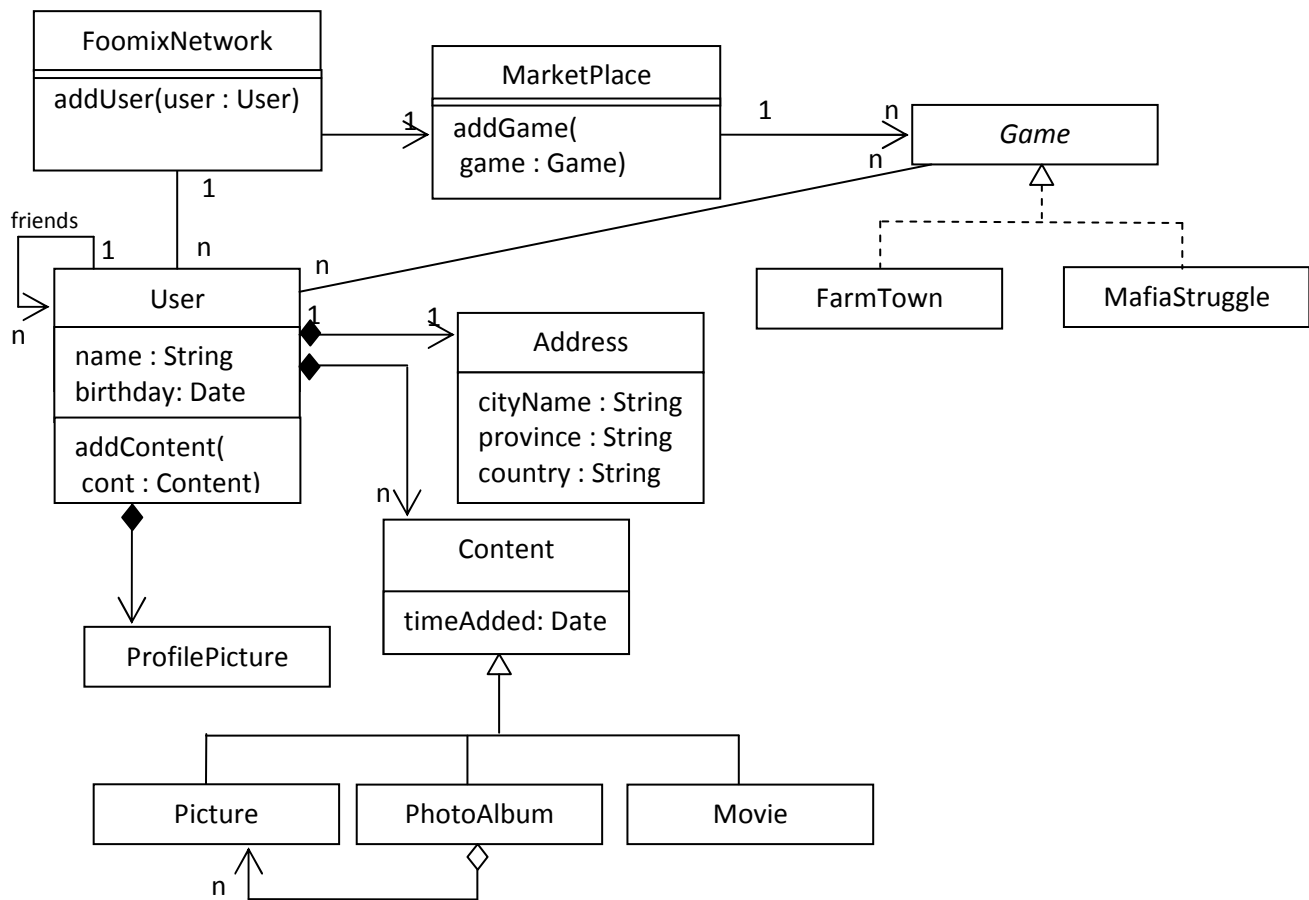 FoomixNetwork
addUser(user : User)
1
MarketPlace
addGame(
game : Game)
1
n
Game
n
1
n
friends
1
n
n
User
name : String
birthday: Date
addContent(
cont : Content)
1
1
Address
cityName : String
province : String
country : String
FarmTown
MafiaStruggle
n
Content
timeAdded: Date
ProfilePicture
Picture
PhotoAlbum
Movie
n